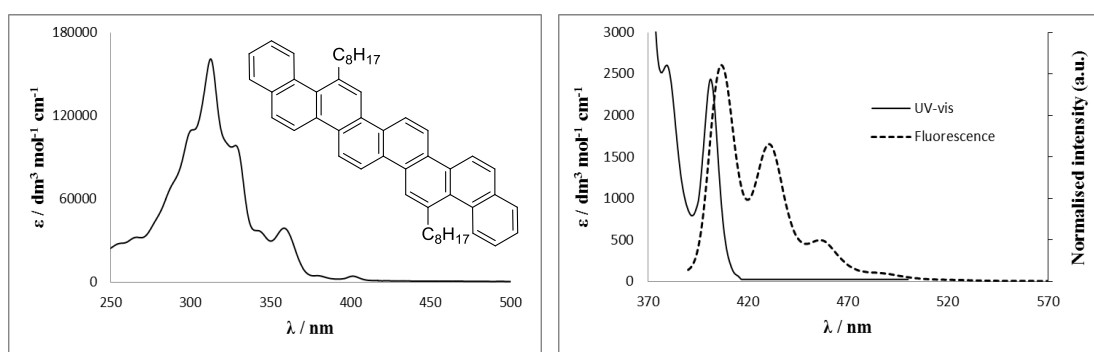 180000
120000
60000
0
ε / dm³ mol⁻¹ cm⁻¹
250 300 350 400 450 500
λ / nm
C₈H₁₇
C₈H₁₇
3000
2500
2000
1500
1000
500
0
ε / dm³ mol⁻¹ cm⁻¹
370 420 470 520 570
λ / nm
UV-vis
Fluorescence
Normalised intensity (a.u.)